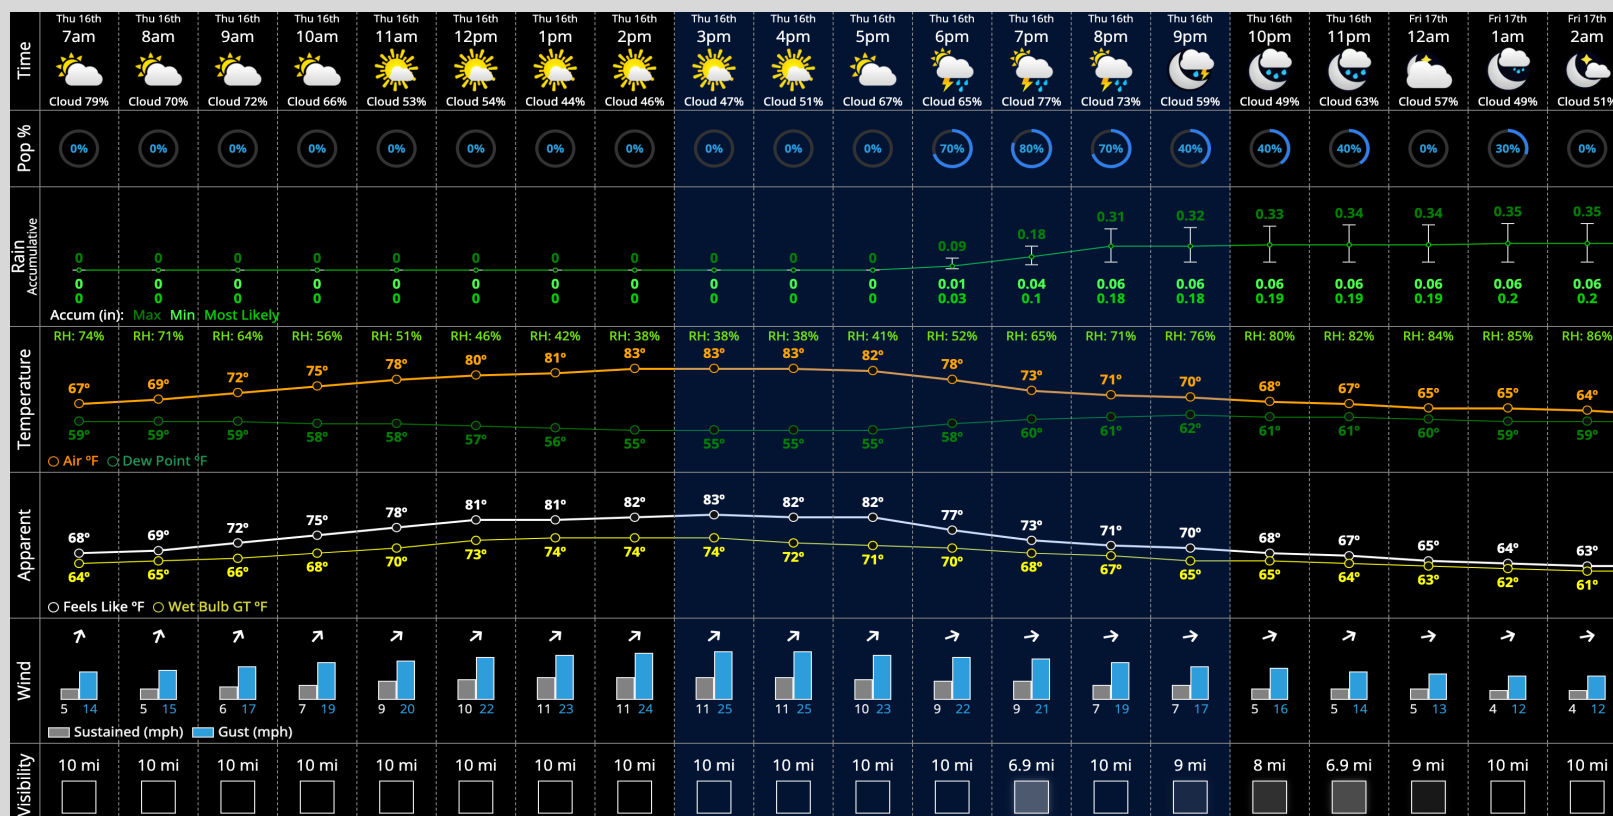 Thu 16th Thu 16th Thu 16th Thu 16th Thu 16th Thu 16th Thu 16th Thu 16th Thu 16th Thu 16th Thu 16th Thu 16th Thu 16th Thu 16th Thu 16th Thu 16th Thu 16th Fri 17th Fri 17th Fri 17th
7am 8am 9am 10am 11am 12pm 1pm 2pm 3pm 4pm 5pm 6pm 7pm 8pm 9pm 10pm 11pm 12am 1am 2am
Time
Cloud 79% Cloud 70% Cloud 72% Cloud 66% Cloud 53% Cloud 54% Cloud 44% Cloud 46% Cloud 47% Cloud 51% Cloud 67% Cloud 65% Cloud 77% Cloud 73% Cloud 59% Cloud 49% Cloud 63% Cloud 57% Cloud 49% Cloud 51%
Pop %
0% 0% 0% 0% 0% 0% 0% 0% 0% 0% 0% 70% 80% 70% 40% 40% 40% 0% 30% 0%
Rain
Accumulative
0 0 0 0 0 0 0 0 0 0 0 0.09 0.18 0.31 0.32 0.33 0.34 0.34 0.35 0.35
0 0 0 0 0 0 0 0 0 0 0 0.01 0.04 0.06 0.06 0.06 0.06 0.06 0.06 0.06
0 0 0 0 0 0 0 0 0 0 0 0.03 0.1 0.18 0.18 0.19 0.19 0.19 0.2 0.2
Accum (in): Max Min Most Likely
Temperature
RH: 74% RH: 71% RH: 64% RH: 56% RH: 51% RH: 46% RH: 42% RH: 38% RH: 38% RH: 38% RH: 41% RH: 52% RH: 65% RH: 71% RH: 76% RH: 80% RH: 82% RH: 84% RH: 85% RH: 86%
67° 69° 72° 75° 78° 80° 81° 83° 83° 83° 82° 78° 73° 71° 70° 68° 67° 65° 65° 64°
59° 59° 59° 58° 58° 57° 56° 55° 55° 55° 55° 58° 60° 61° 62° 61° 61° 60° 59° 59°
Air °F Dew Point °F
Apparent
68° 69° 72° 75° 78° 81° 81° 82° 83° 82° 82° 77° 73° 71° 70° 68° 67° 65° 64° 63°
64° 65° 66° 68° 70° 73° 74° 74° 74° 72° 71° 70° 68° 67° 65° 65° 64° 63° 62° 61°
Feels Like °F Wet Bulb GT °F
Wind
5 14 5 15 6 17 7 19 9 20 10 22 11 23 11 24 11 25 11 25 10 23 9 22 9 21 7 19 7 17 5 16 5 14 5 13 4 12 4 12
Sustained (mph) Gust (mph)
Visibility
10 mi 10 mi 10 mi 10 mi 10 mi 10 mi 10 mi 10 mi 10 mi 10 mi 10 mi 10 mi 6.9 mi 10 mi 9 mi 8 mi 6.9 mi 9 mi 10 mi 10 mi